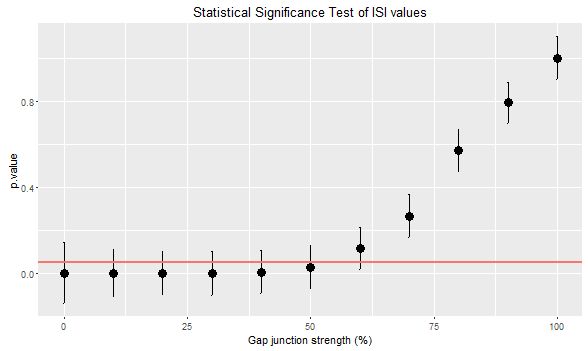 Statistical Significance Test of ISI values
p.value
0.8
0.4
0.0
0
25
50
75
100
Gap junction strength (%)